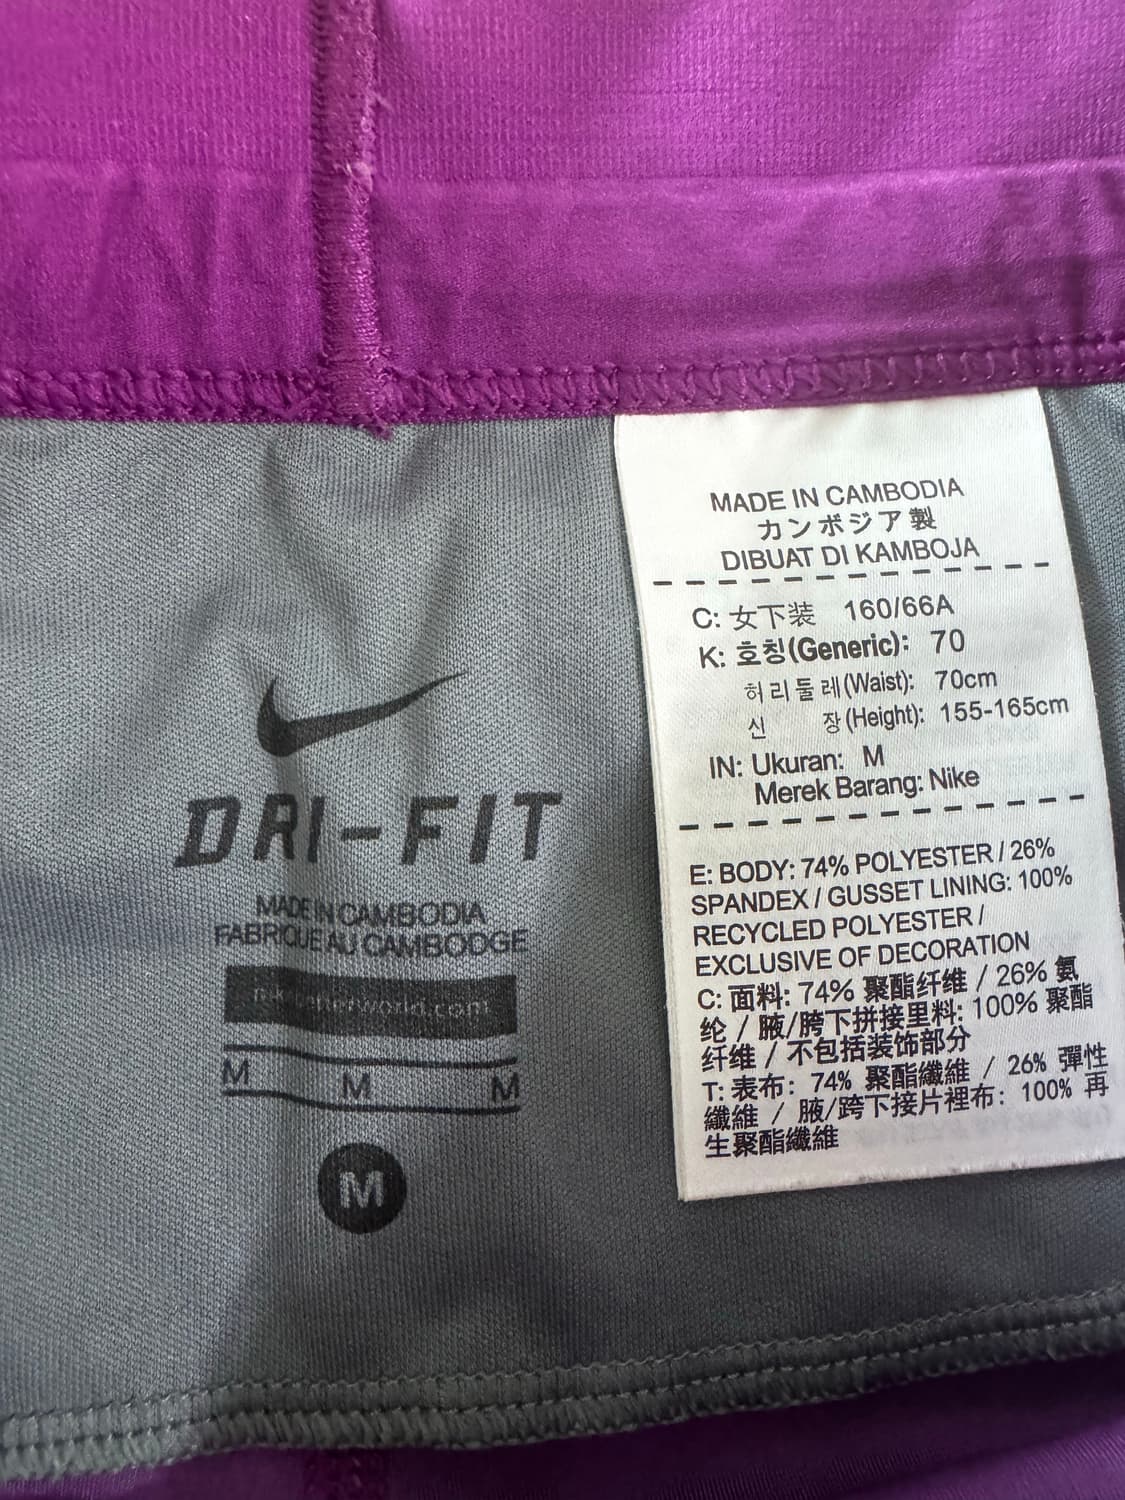 DRI-FIT
MADE IN CAMBODIA
FABRIQUE AU CAMBODGE
M M M
M
MADE IN CAMBODIA
カンボジア製
DIBUAT DI KAMBOJA
C: 女下装 160/66A
K: 호칭(Generic): 70
허리둘레(Waist): 70cm
신 장(Height): 155-165cm
IN: Ukuran: M
Merek Barang: Nike
E: BODY: 74% POLYESTER / 26%
SPANDEX / GUSSET LINING: 100%
RECYCLED POLYESTER /
EXCLUSIVE OF DECORATION
C: 面料: 74% 聚酯纤维 / 26% 氨
纶 / 腋/胯下拼接里料: 100% 聚酯
纤维 / 不包括装饰部分
T: 表布: 74% 聚酯纖維 / 26% 彈性
纖維 / 腋/跨下接片裡布: 100% 再
生聚酯纖維